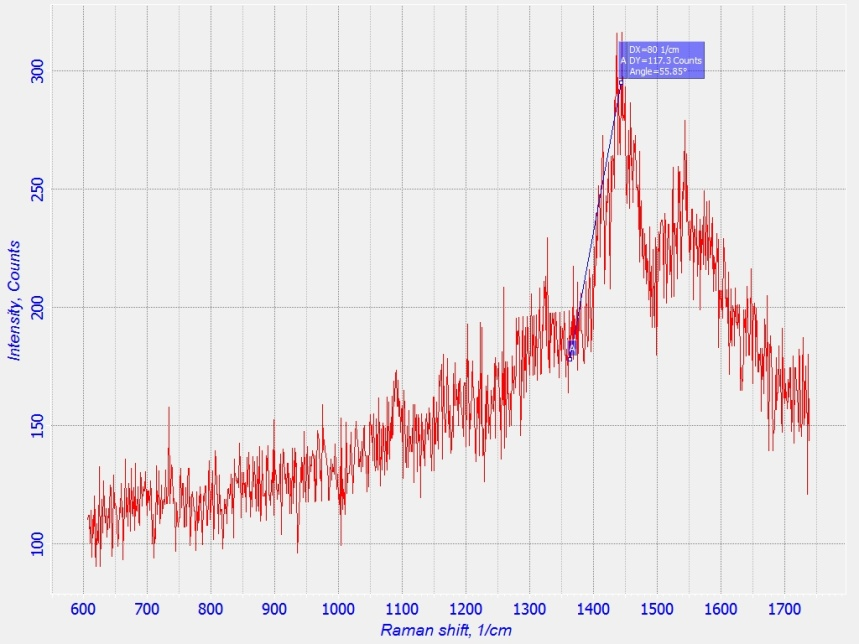 DX=80 1/cm
A DY=117.3 Counts
Angle=55.85°
300
250
200
150
100
Intensity, Counts
A
600 700 800 900 1000 1100 1200 1300 1400 1500 1600 1700
Raman shift, 1/cm